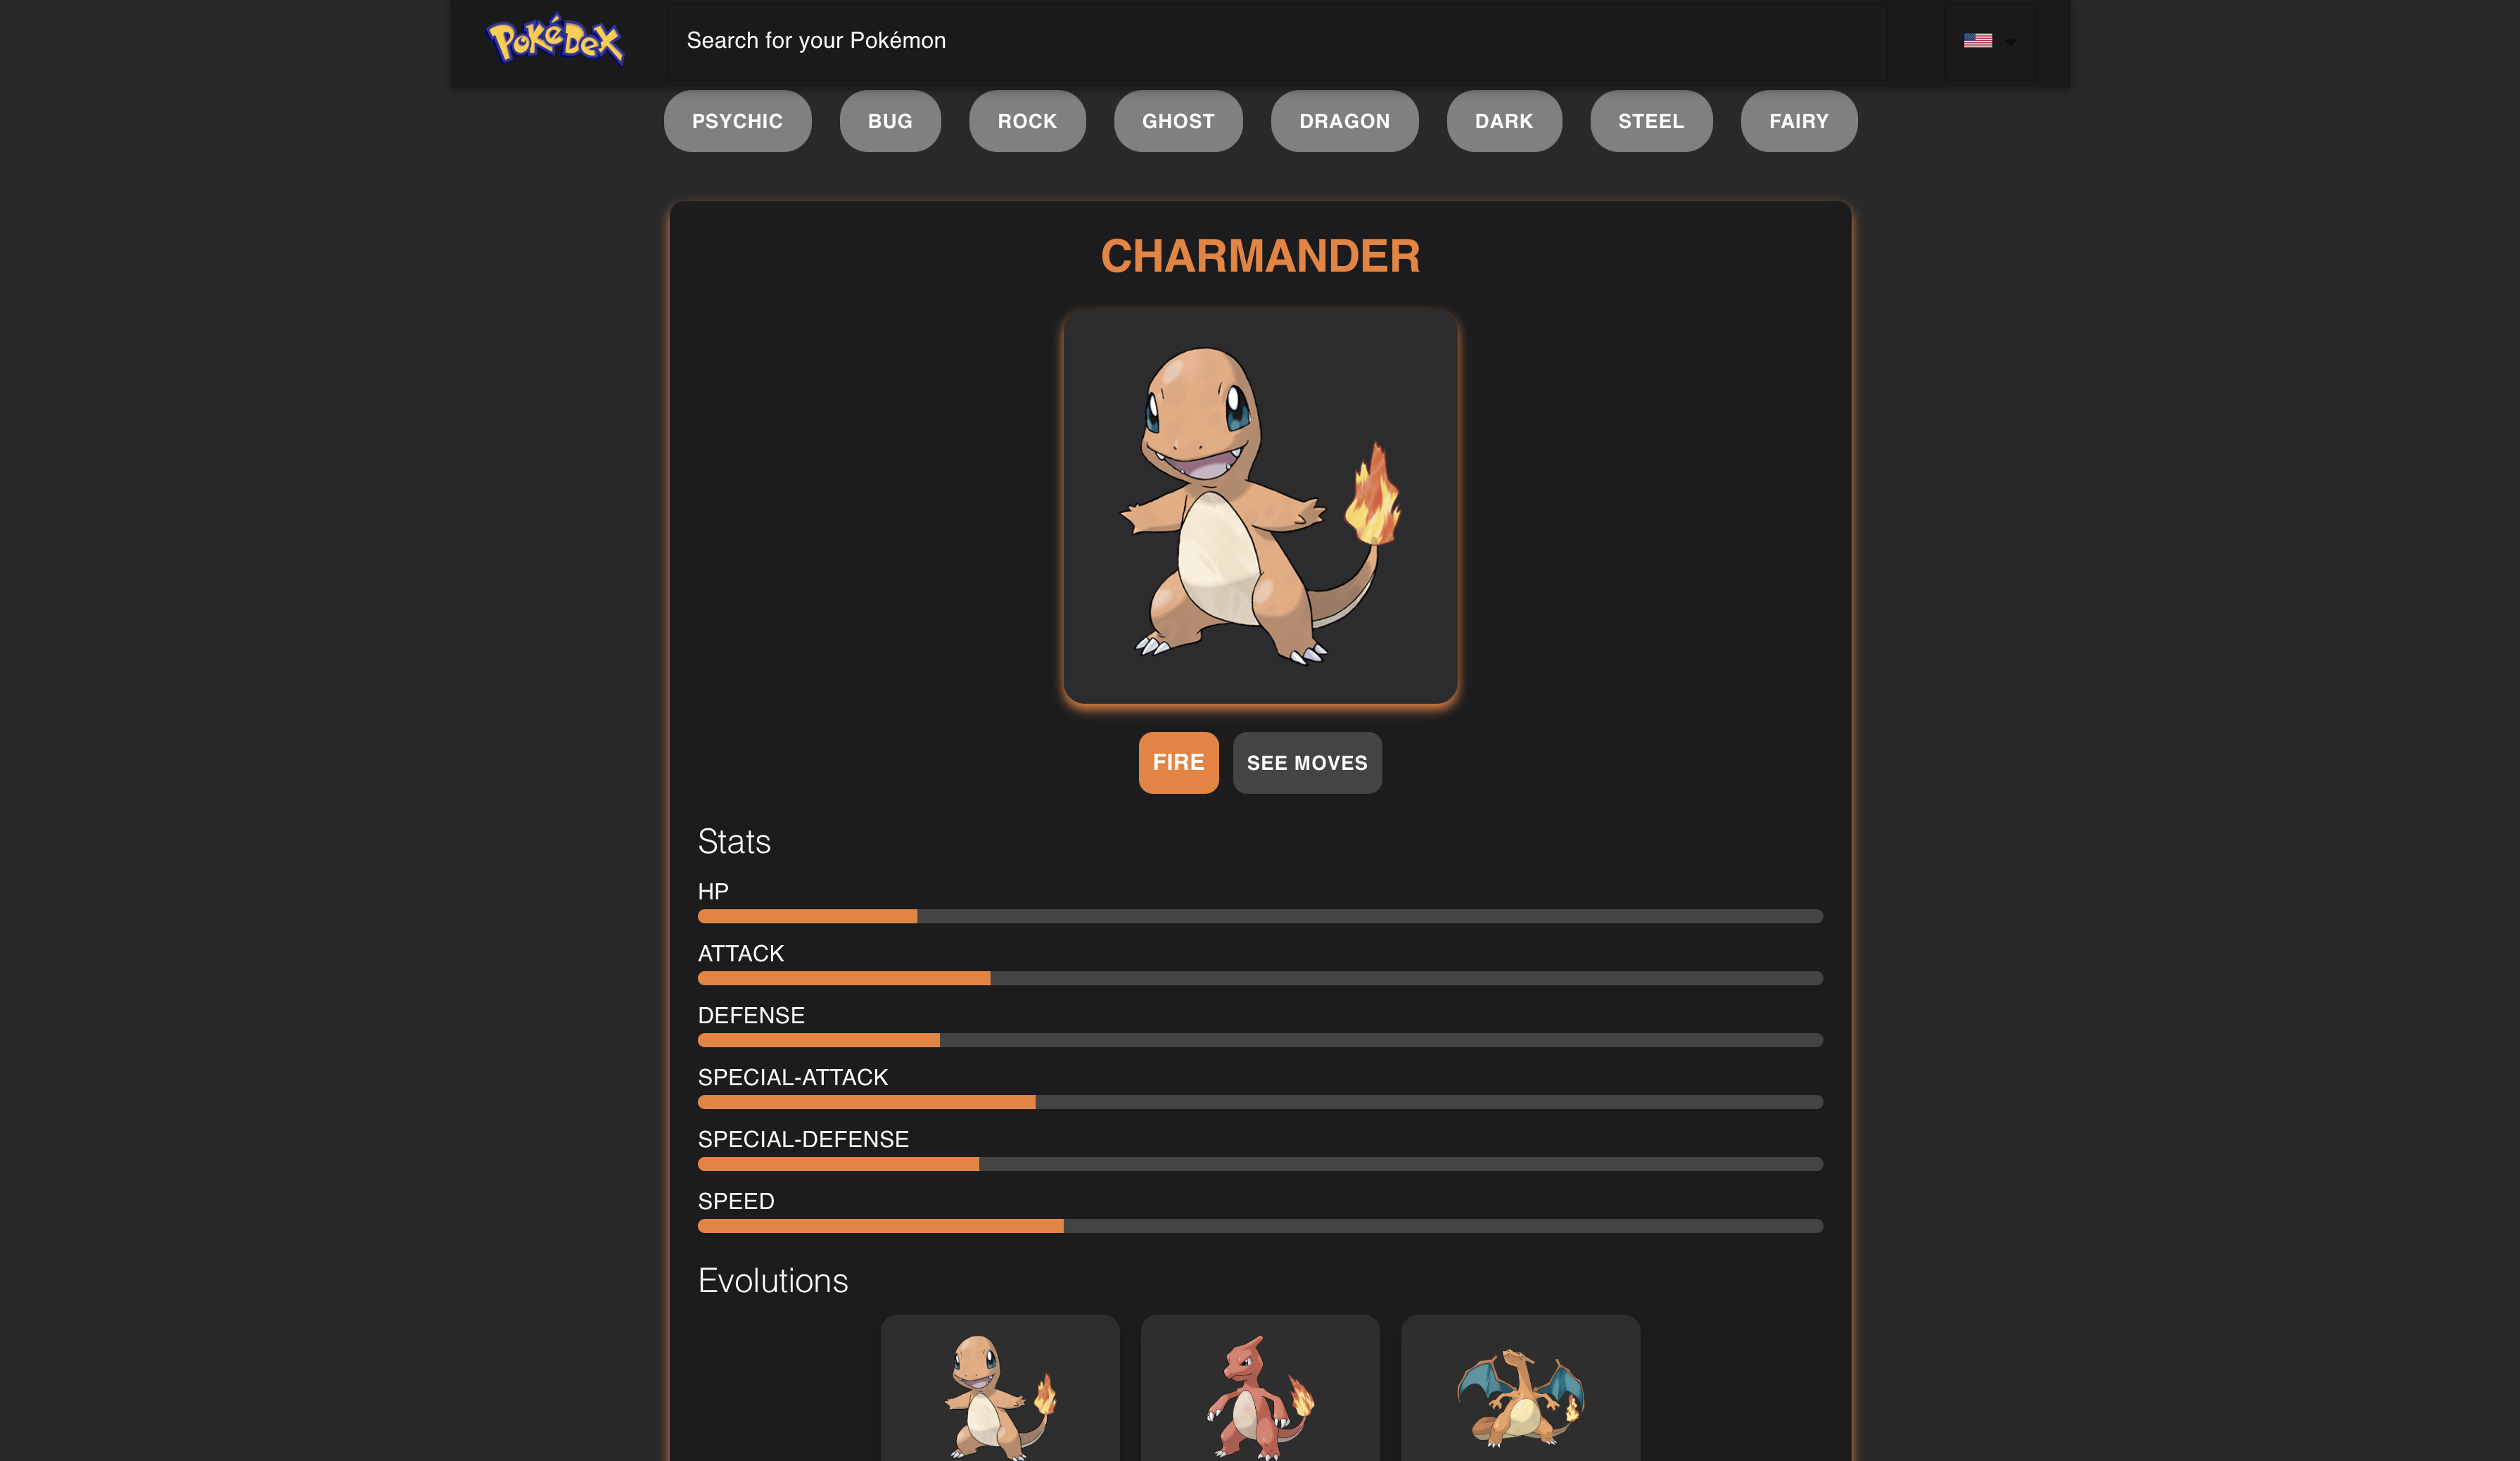 PoKéDeX
Search for your Pokémon
PSYCHIC BUG ROCK GHOST DRAGON DARK STEEL FAIRY
CHARMANDER
FIRE SEE MOVES
Stats
HP
ATTACK
DEFENSE
SPECIAL-ATTACK
SPECIAL-DEFENSE
SPEED
Evolutions